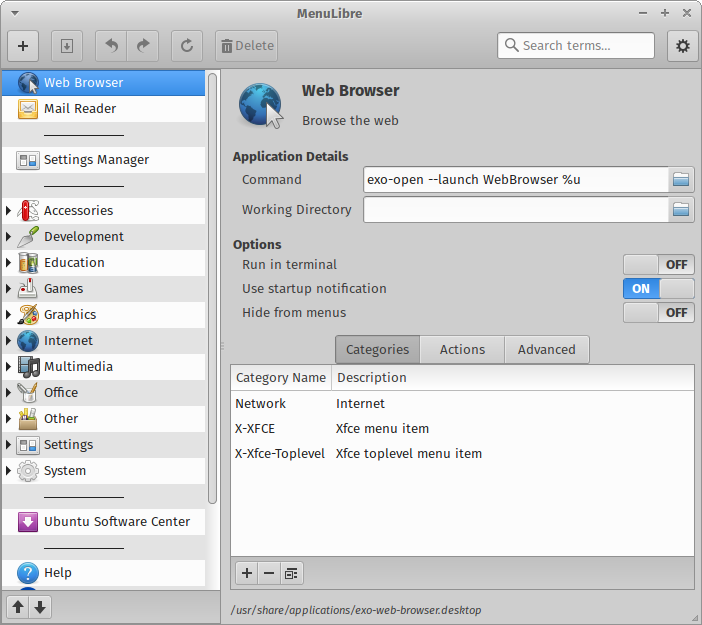 MenuLibre
Delete
Search terms...
Web Browser
Mail Reader
Settings Manager
Accessories
Development
Education
Games
Graphics
Internet
Multimedia
Office
Other
Settings
System
Ubuntu Software Center
Help
Web Browser
Browse the web
Application Details
Command exo-open --launch WebBrowser %u
Working Directory
Options
Run in terminal OFF
Use startup notification ON
Hide from menus OFF
Categories Actions Advanced
Category Name Description
Network Internet
X-XFCE Xfce menu item
X-Xfce-Toplevel Xfce toplevel menu item
/usr/share/applications/exo-web-browser.desktop